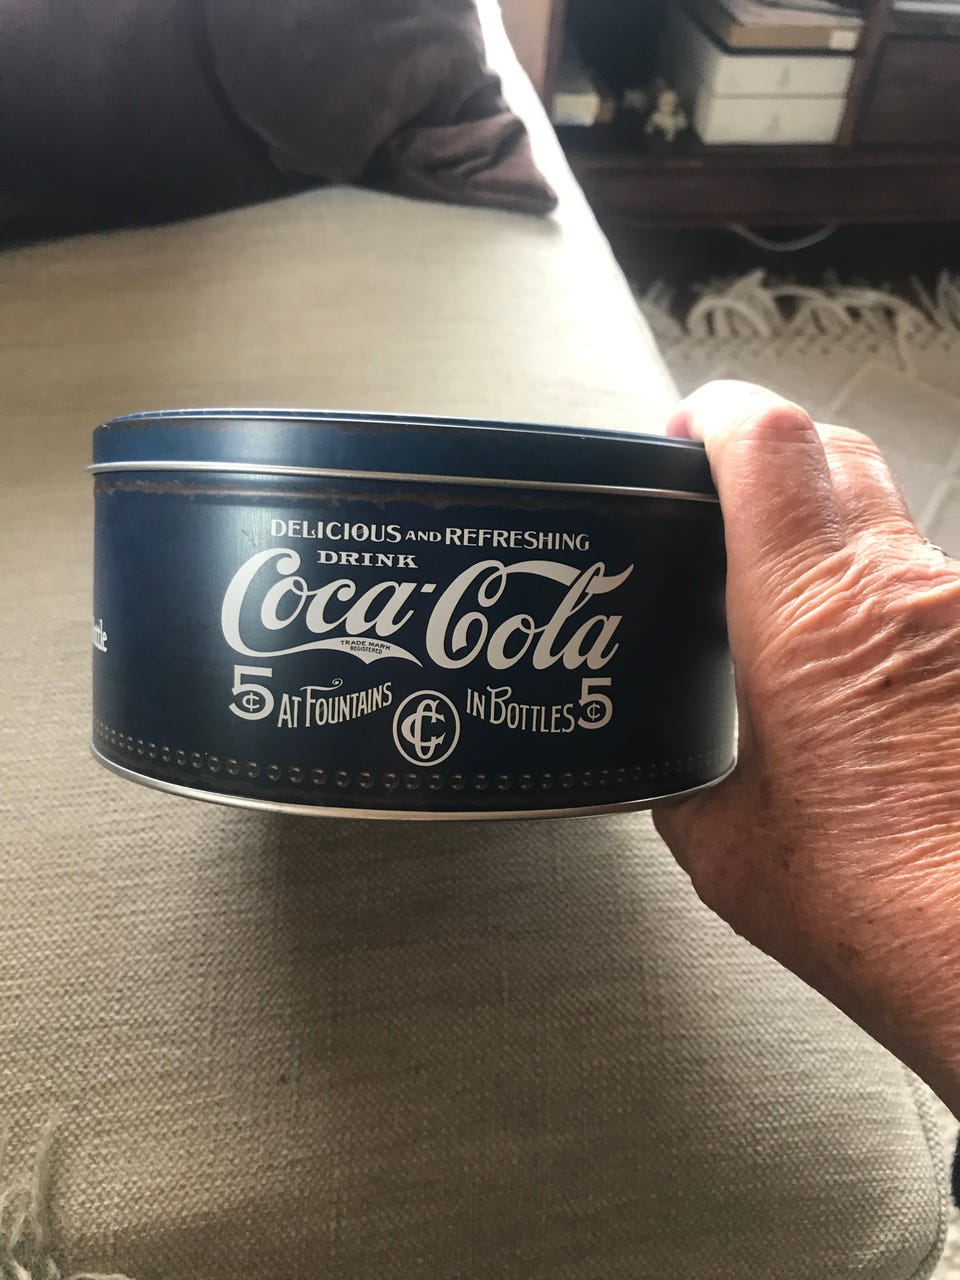 DELICIOUS AND REFRESHING
DRINK
Coca-Cola
TRADE MARK
REGISTERED
5¢ AT FOUNTAINS IN BOTTLES 5¢
CC